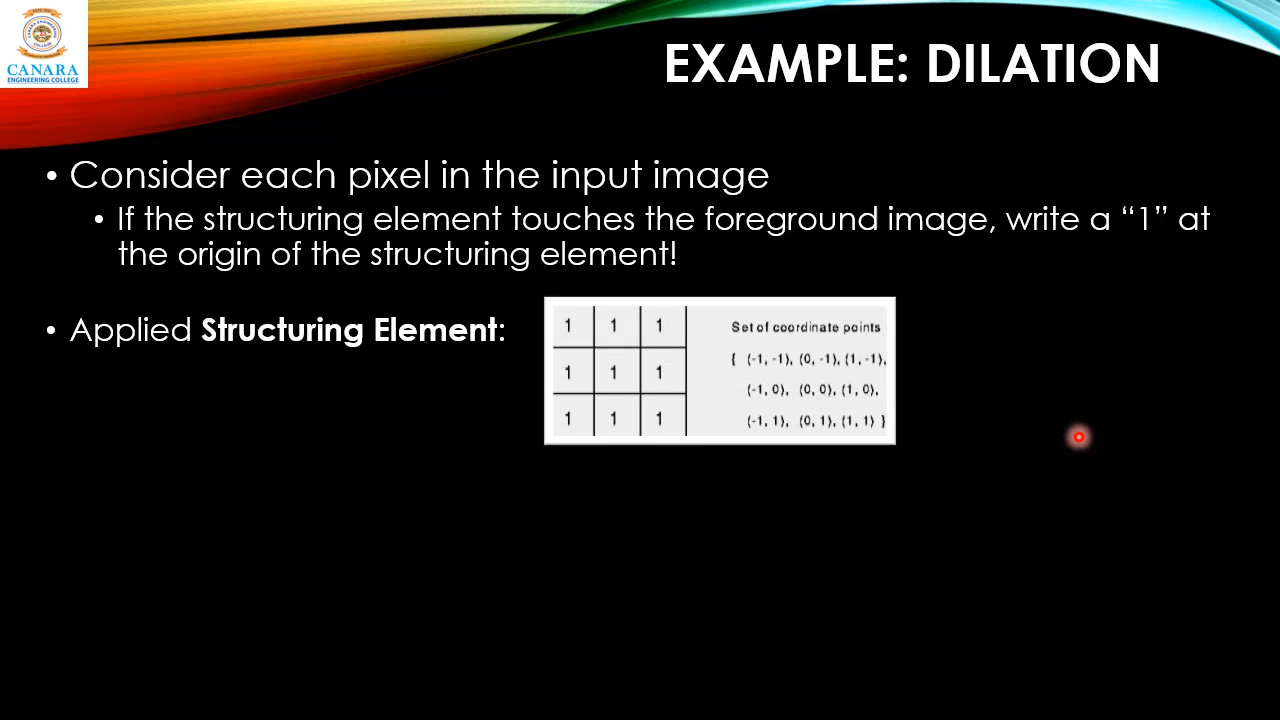 CANARA
ENGINEERING COLLEGE
EXAMPLE: DILATION
• Consider each pixel in the input image
• If the structuring element touches the foreground image, write a “1” at
the origin of the structuring element!
• Applied Structuring Element:
1 1 1
1 1 1
1 1 1
Set of coordinate points
{ (-1, -1), (0, -1), (1, -1),
(-1, 0), (0, 0), (1, 0),
(-1, 1), (0, 1), (1, 1) }